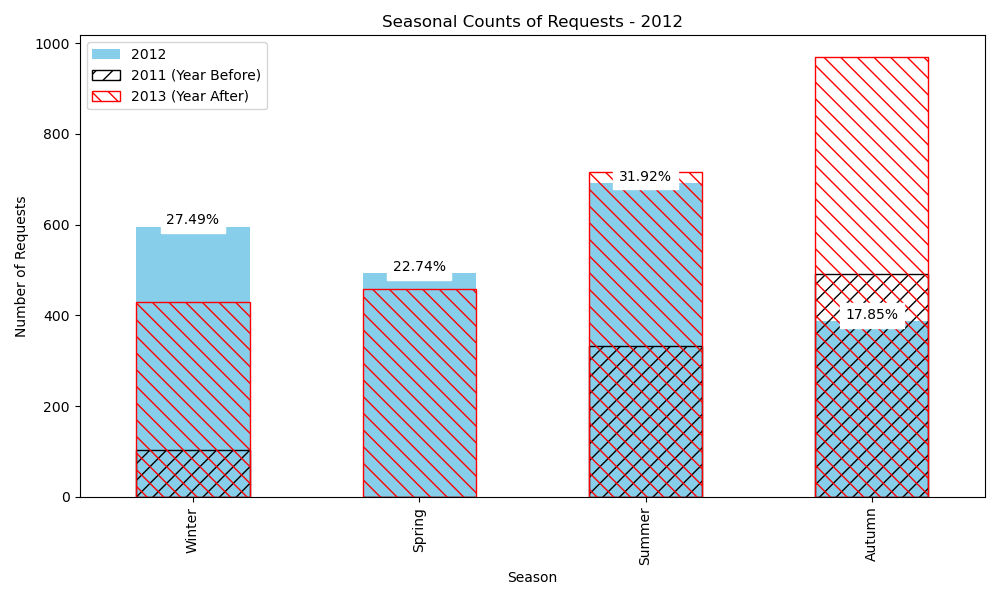 Seasonal Counts of Requests - 2012
2012
2011 (Year Before)
2013 (Year After)
Number of Requests
1000
800
600
400
200
0
27.49%
22.74%
31.92%
17.85%
Winter
Spring
Summer
Autumn
Season